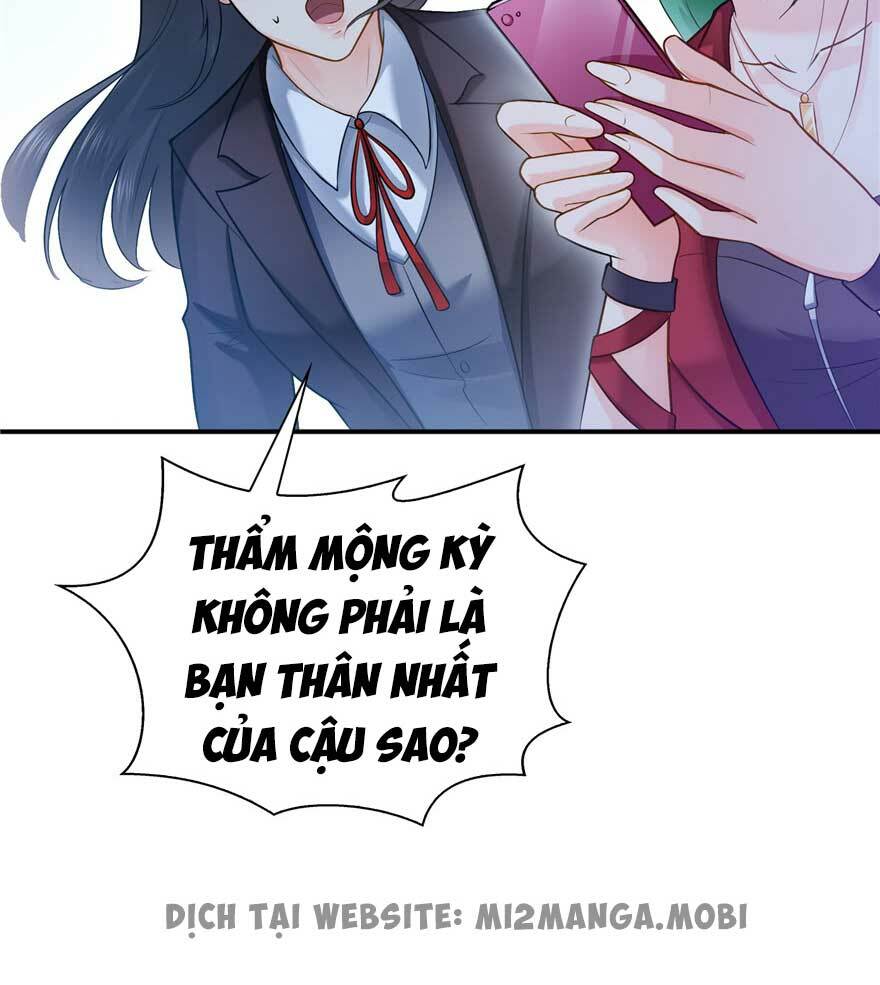 THẨM MỘNG KỲ
KHÔNG PHẢI LÀ
BẠN THÂN NHẤT
CỦA CẬU SAO?
DỊCH TẠI WEBSITE: MI2MANGA.MOBI